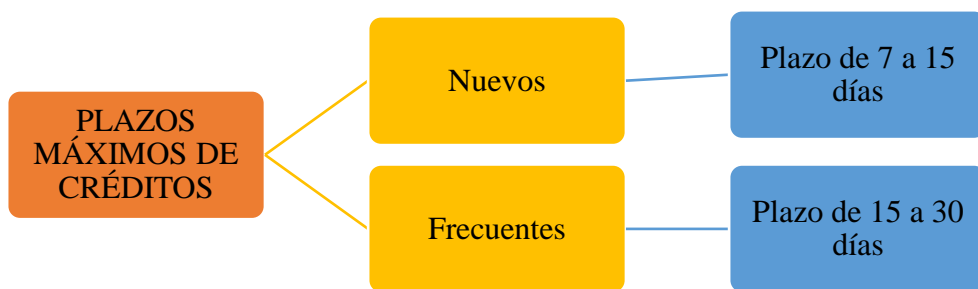 PLAZOS
MÁXIMOS DE
CRÉDITOS
Nuevos
Plazo de 7 a 15
días
Frecuentes
Plazo de 15 a 30
días